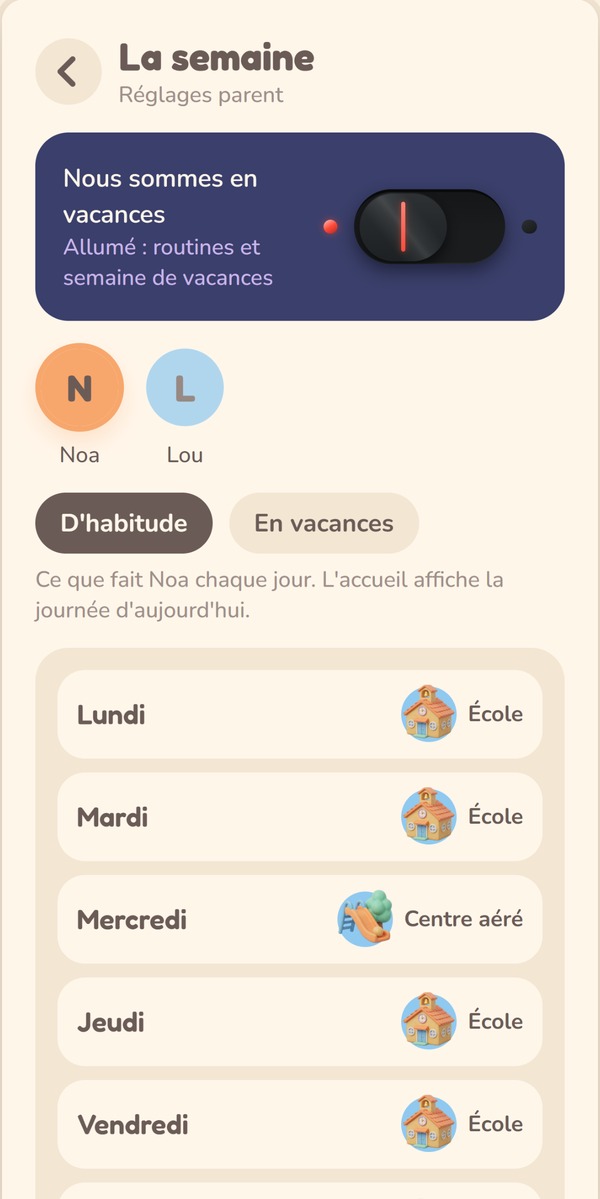 La semaine
Réglages parent
Nous sommes en
vacances
Allumé : routines et
semaine de vacances
N
L
Noa
Lou
D'habitude
En vacances
Ce que fait Noa chaque jour. L'accueil affiche la
journée d'aujourd'hui.
Lundi
École
Mardi
École
Mercredi
Centre aéré
Jeudi
École
Vendredi
École